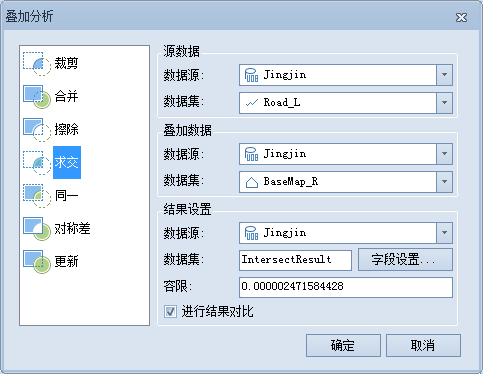 叠加分析
裁剪
合并
擦除
求交
同一
对称差
更新
源数据
数据源: Jingjin
数据集: Road_L
叠加数据
数据源: Jingjin
数据集: BaseMap_R
结果设置
数据源: Jingjin
数据集: IntersectResult 字段设置...
容限: 0.000002471584428
进行结果对比
确定 取消